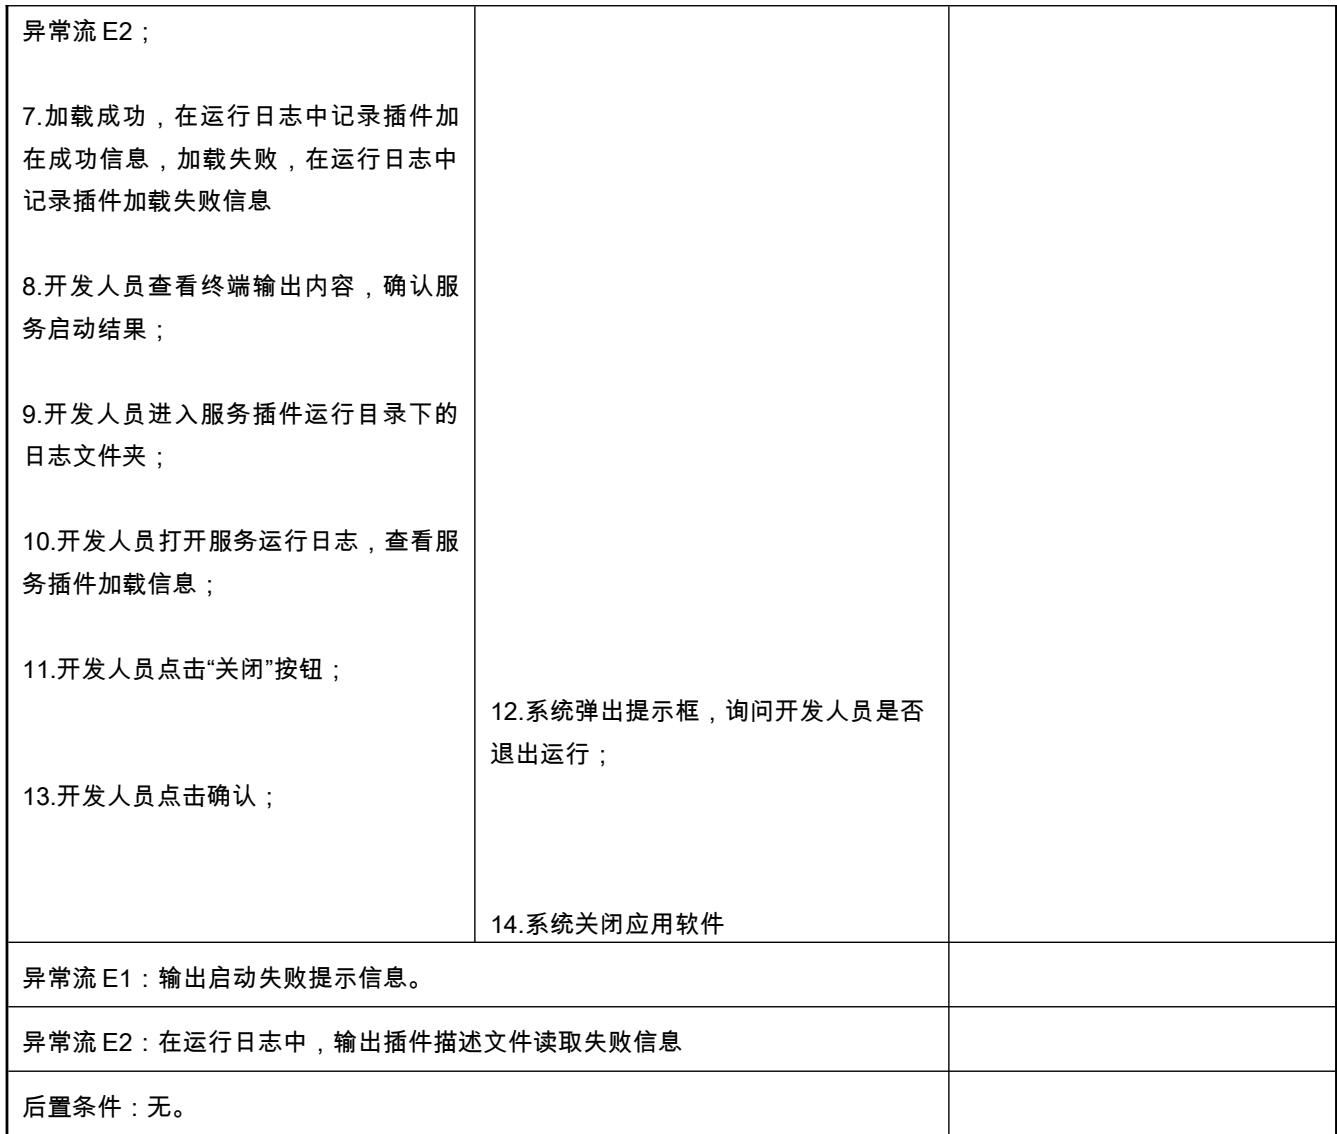 异常流 E2；
7.加载成功，在运行日志中记录插件加
在成功信息，加载失败，在运行日志中
记录插件加载失败信息
8.开发人员查看终端输出内容，确认服
务启动结果；
9.开发人员进入服务插件运行目录下的
日志文件夹；
10.开发人员打开服务运行日志，查看服
务插件加载信息；
11.开发人员点击“关闭”按钮；
12.系统弹出提示框，询问开发人员是否
退出运行；
13.开发人员点击确认；
14.系统关闭应用软件
异常流 E1：输出启动失败提示信息。
异常流 E2：在运行日志中，输出插件描述文件读取失败信息
后置条件：无。